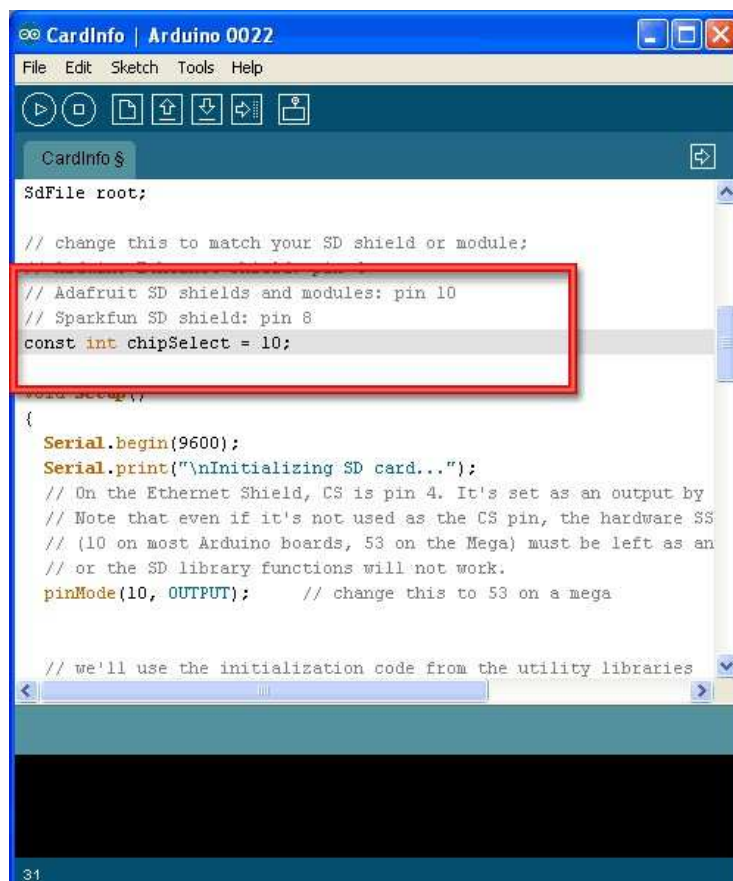 CardInfo | Arduino 0022
File Edit Sketch Tools Help
CardInfo §
SdFile root;
// change this to match your SD shield or module;
// Adafruit SD shields and modules: pin 10
// Sparkfun SD shield: pin 8
const int chipSelect = 10;
void setup()
{
Serial.begin(9600);
Serial.print("\nInitializing SD card...");
// On the Ethernet Shield, CS is pin 4. It's set as an output by
// Note that even if it's not used as the CS pin, the hardware SS
// (10 on most Arduino boards, 53 on the Mega) must be left as an
// or the SD library functions will not work.
pinMode(10, OUTPUT); // change this to 53 on a mega
// we'll use the initialization code from the utility libraries
31